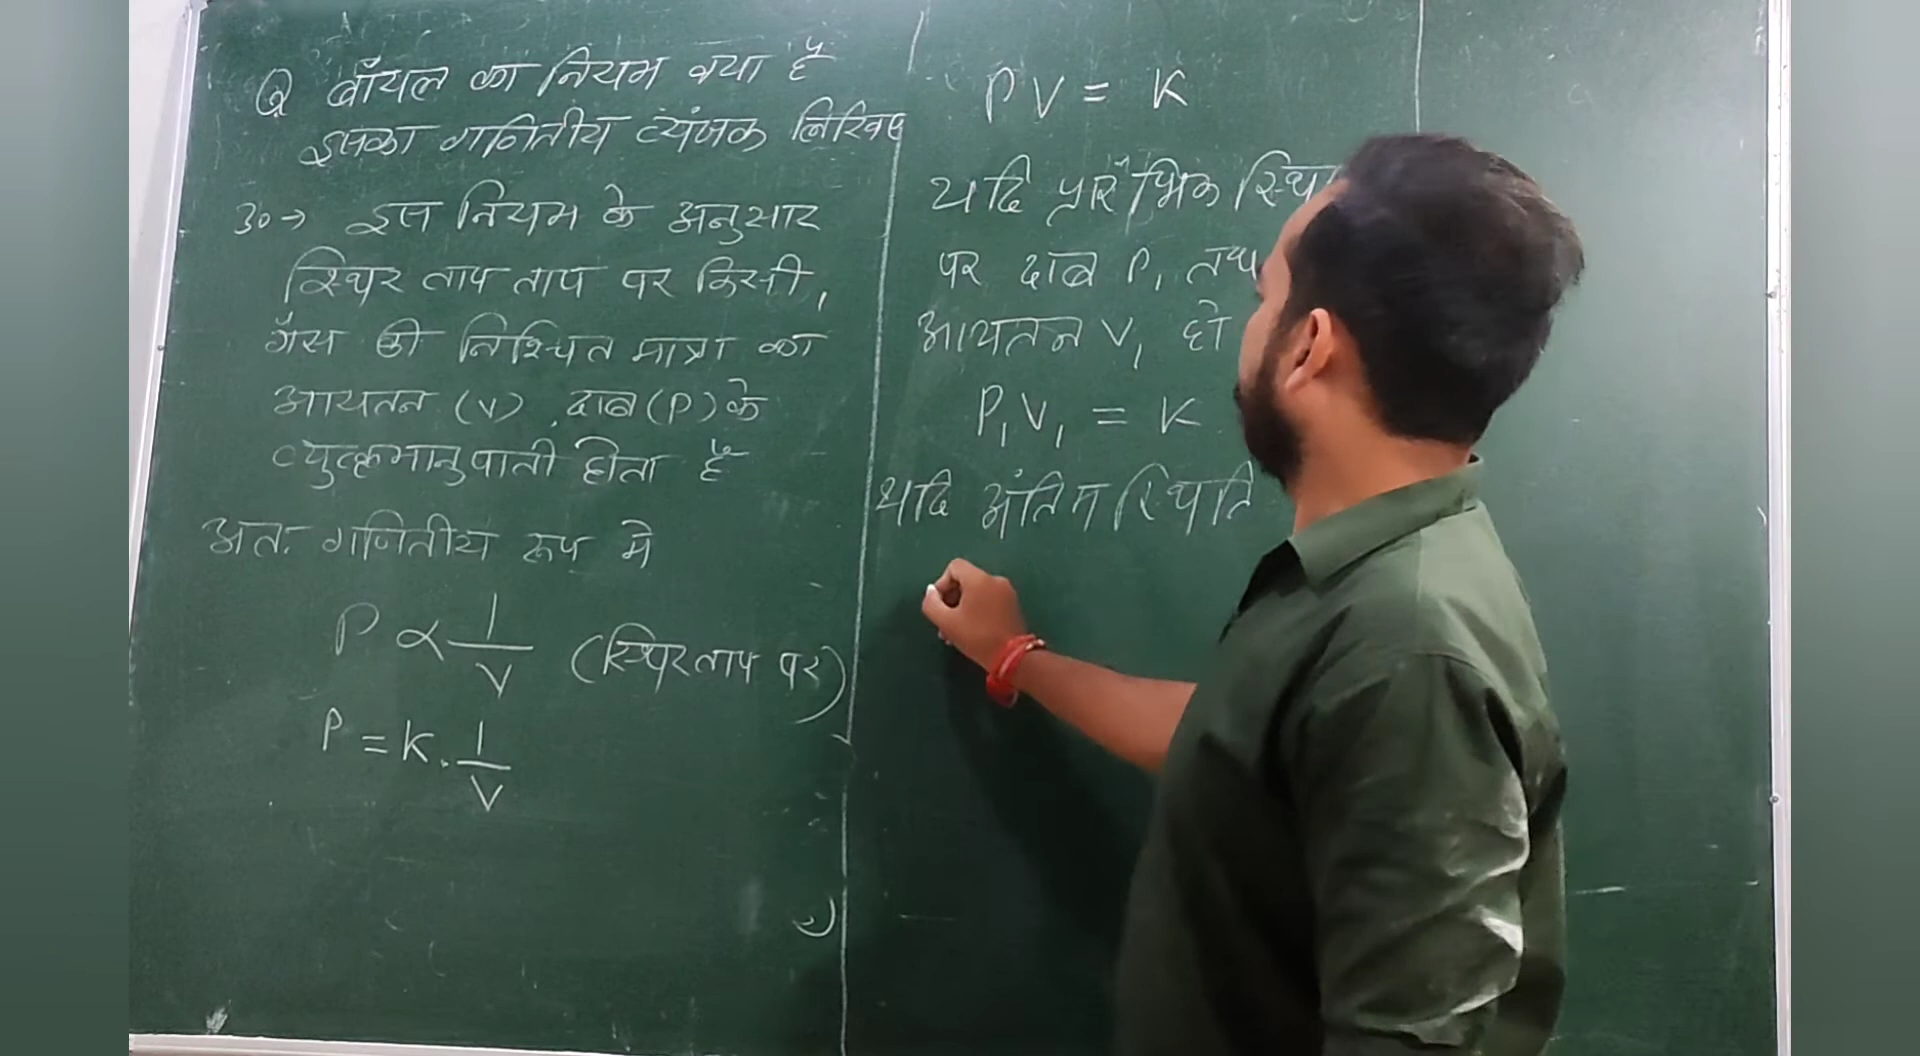 Q बॉयल का नियम क्या है
इसका गनितीय व्यंजक लिखिए
उ० → इस नियम के अनुसार
स्थिर ताप ताप पर किसी,
गैस की निश्चित मात्रा का
आयतन (V), दाब (P) के
व्युत्क्रमानुपाती होता है
अतः गणितीय रूप मे
P ∝ 1/V (स्थिर ताप पर)
P = K . 1/V
PV = K
यदि प्रारंभिक
पर दाब P₁
आयतन V₁ हो
P₁V₁ = K
यदि अंतिम स्थिति